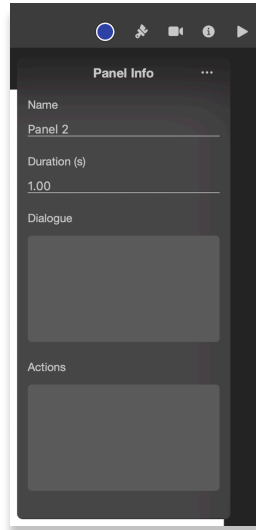 Panel Info
Name
Panel 2
Duration (s)
1.00
Dialogue
Actions